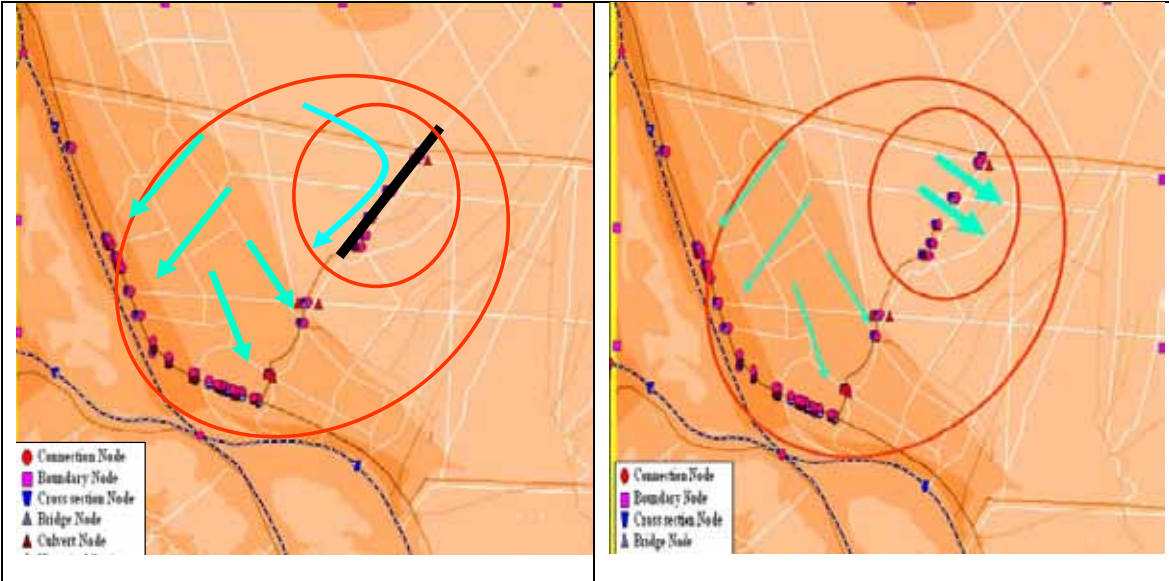 Connection Node
Boundary Node
Cross section Node
Bridge Node
Culvert Node
Connection Node
Boundary Node
Cross section Node
Bridge Node